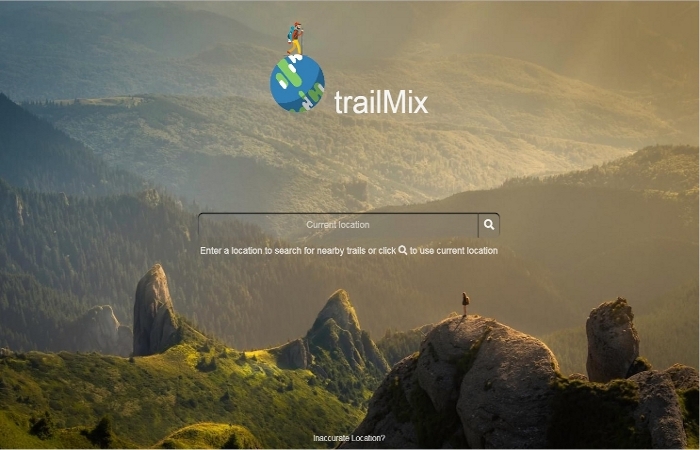 trailMix
Current location
Enter a location to search for nearby trails or click to use current location
Inaccurate Location?